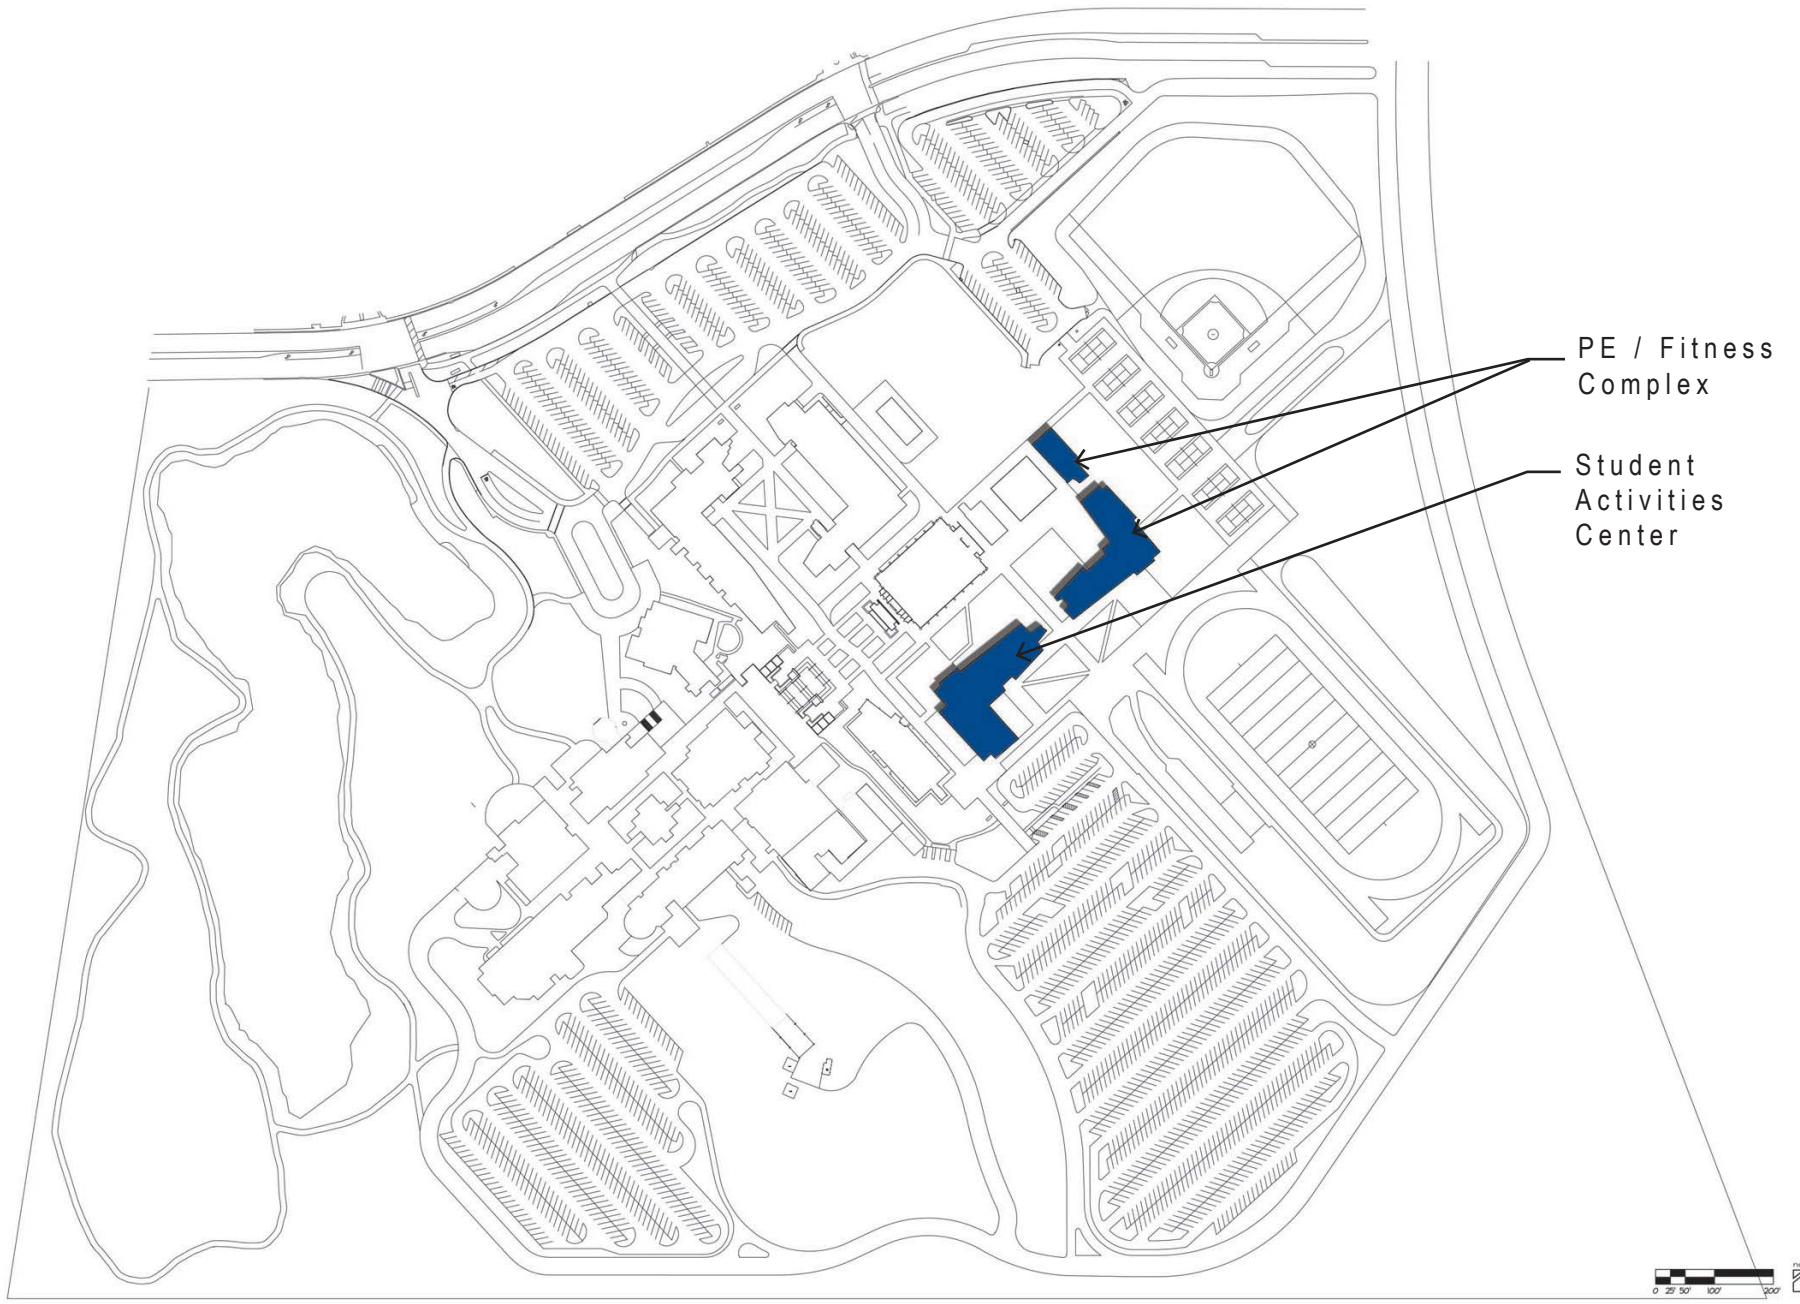 PE / Fitness
Complex
Student
Activities
Center
0 25' 50' 100' 200'